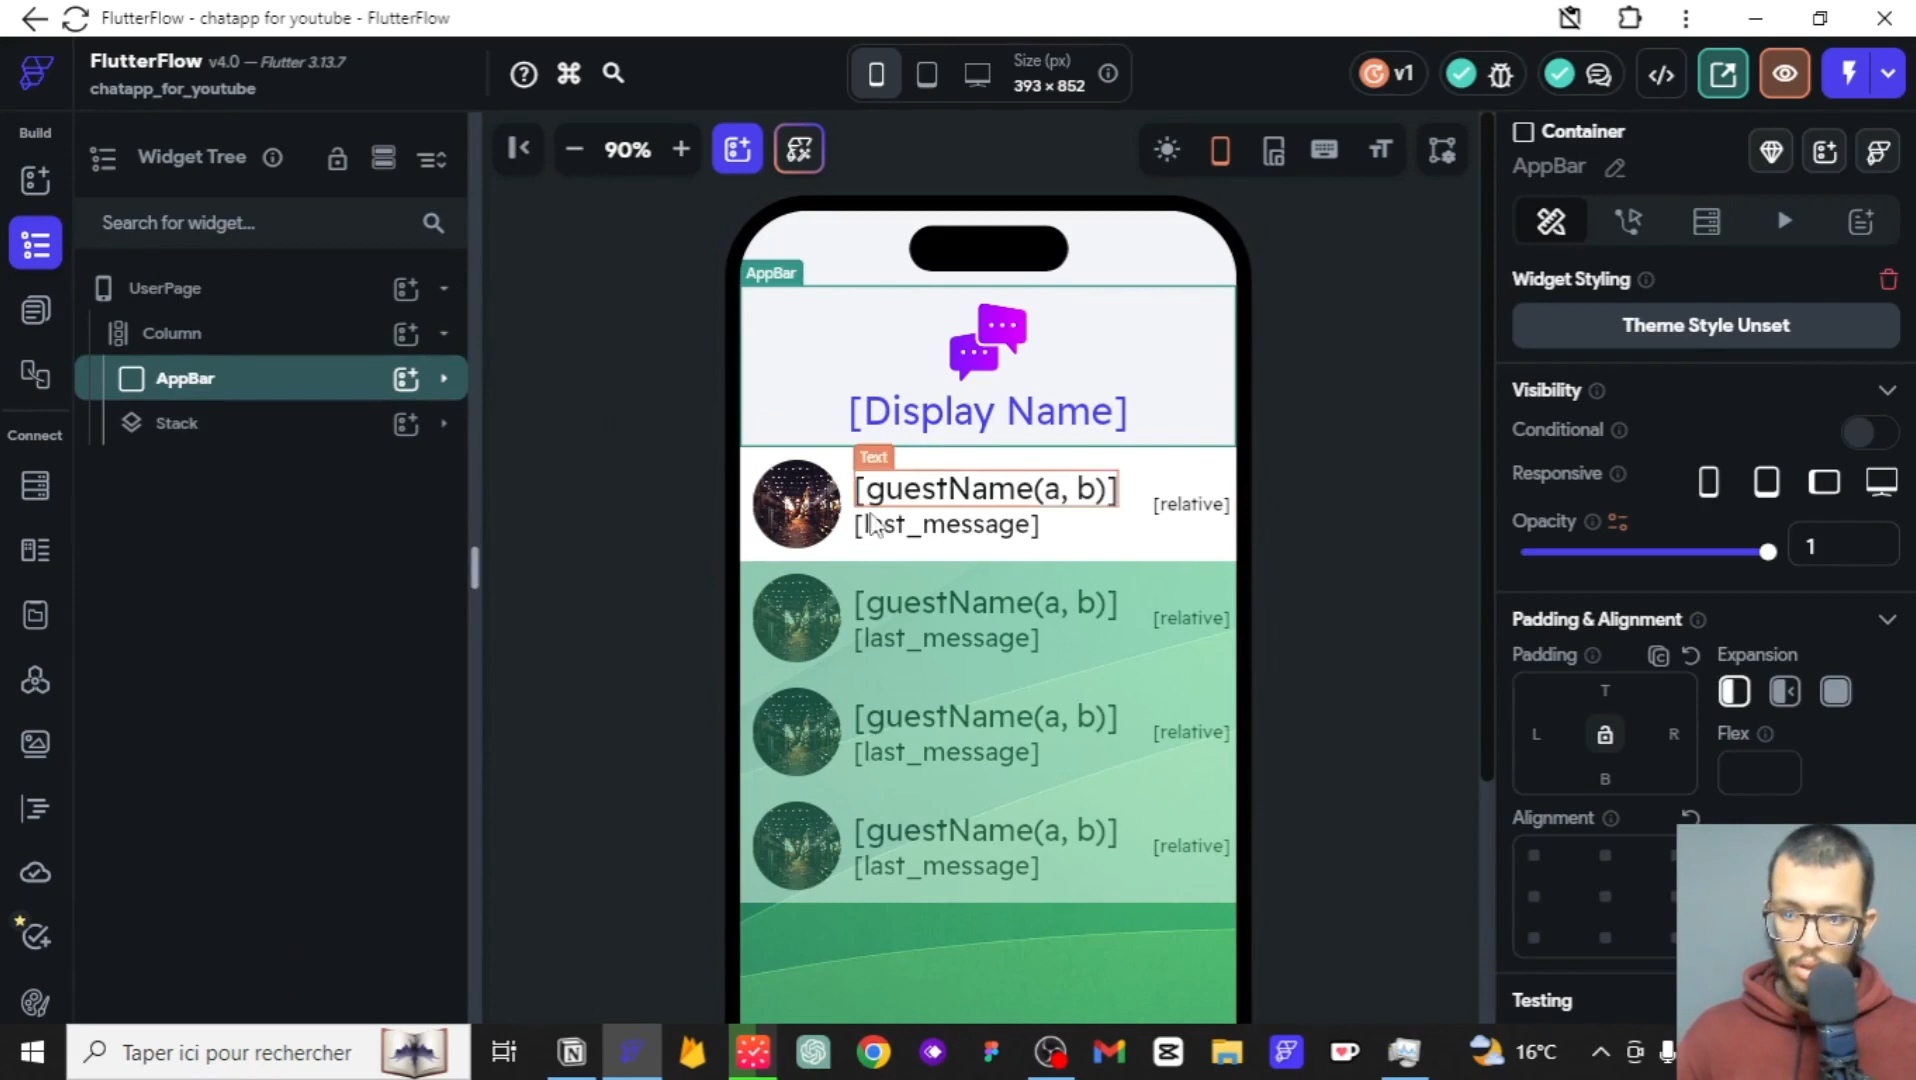 FlutterFlow - chatapp for youtube - FlutterFlow
FlutterFlow v4.0 — Flutter 3.13.7
chatapp_for_youtube
Size (px)
393 × 852
v1
Build
Widget Tree
90%
Search for widget...
UserPage
Column
AppBar
Stack
Connect
AppBar
[Display Name]
Text
[guestName(a, b)]
[last_message]
[relative]
[guestName(a, b)]
[last_message]
[relative]
[guestName(a, b)]
[last_message]
[relative]
[guestName(a, b)]
[last_message]
[relative]
Container
AppBar
Widget Styling
Theme Style Unset
Visibility
Conditional
Responsive
Opacity
1
Padding & Alignment
Padding
Expansion
T
L
R
B
Flex
Alignment
Testing
Taper ici pour rechercher
16°C